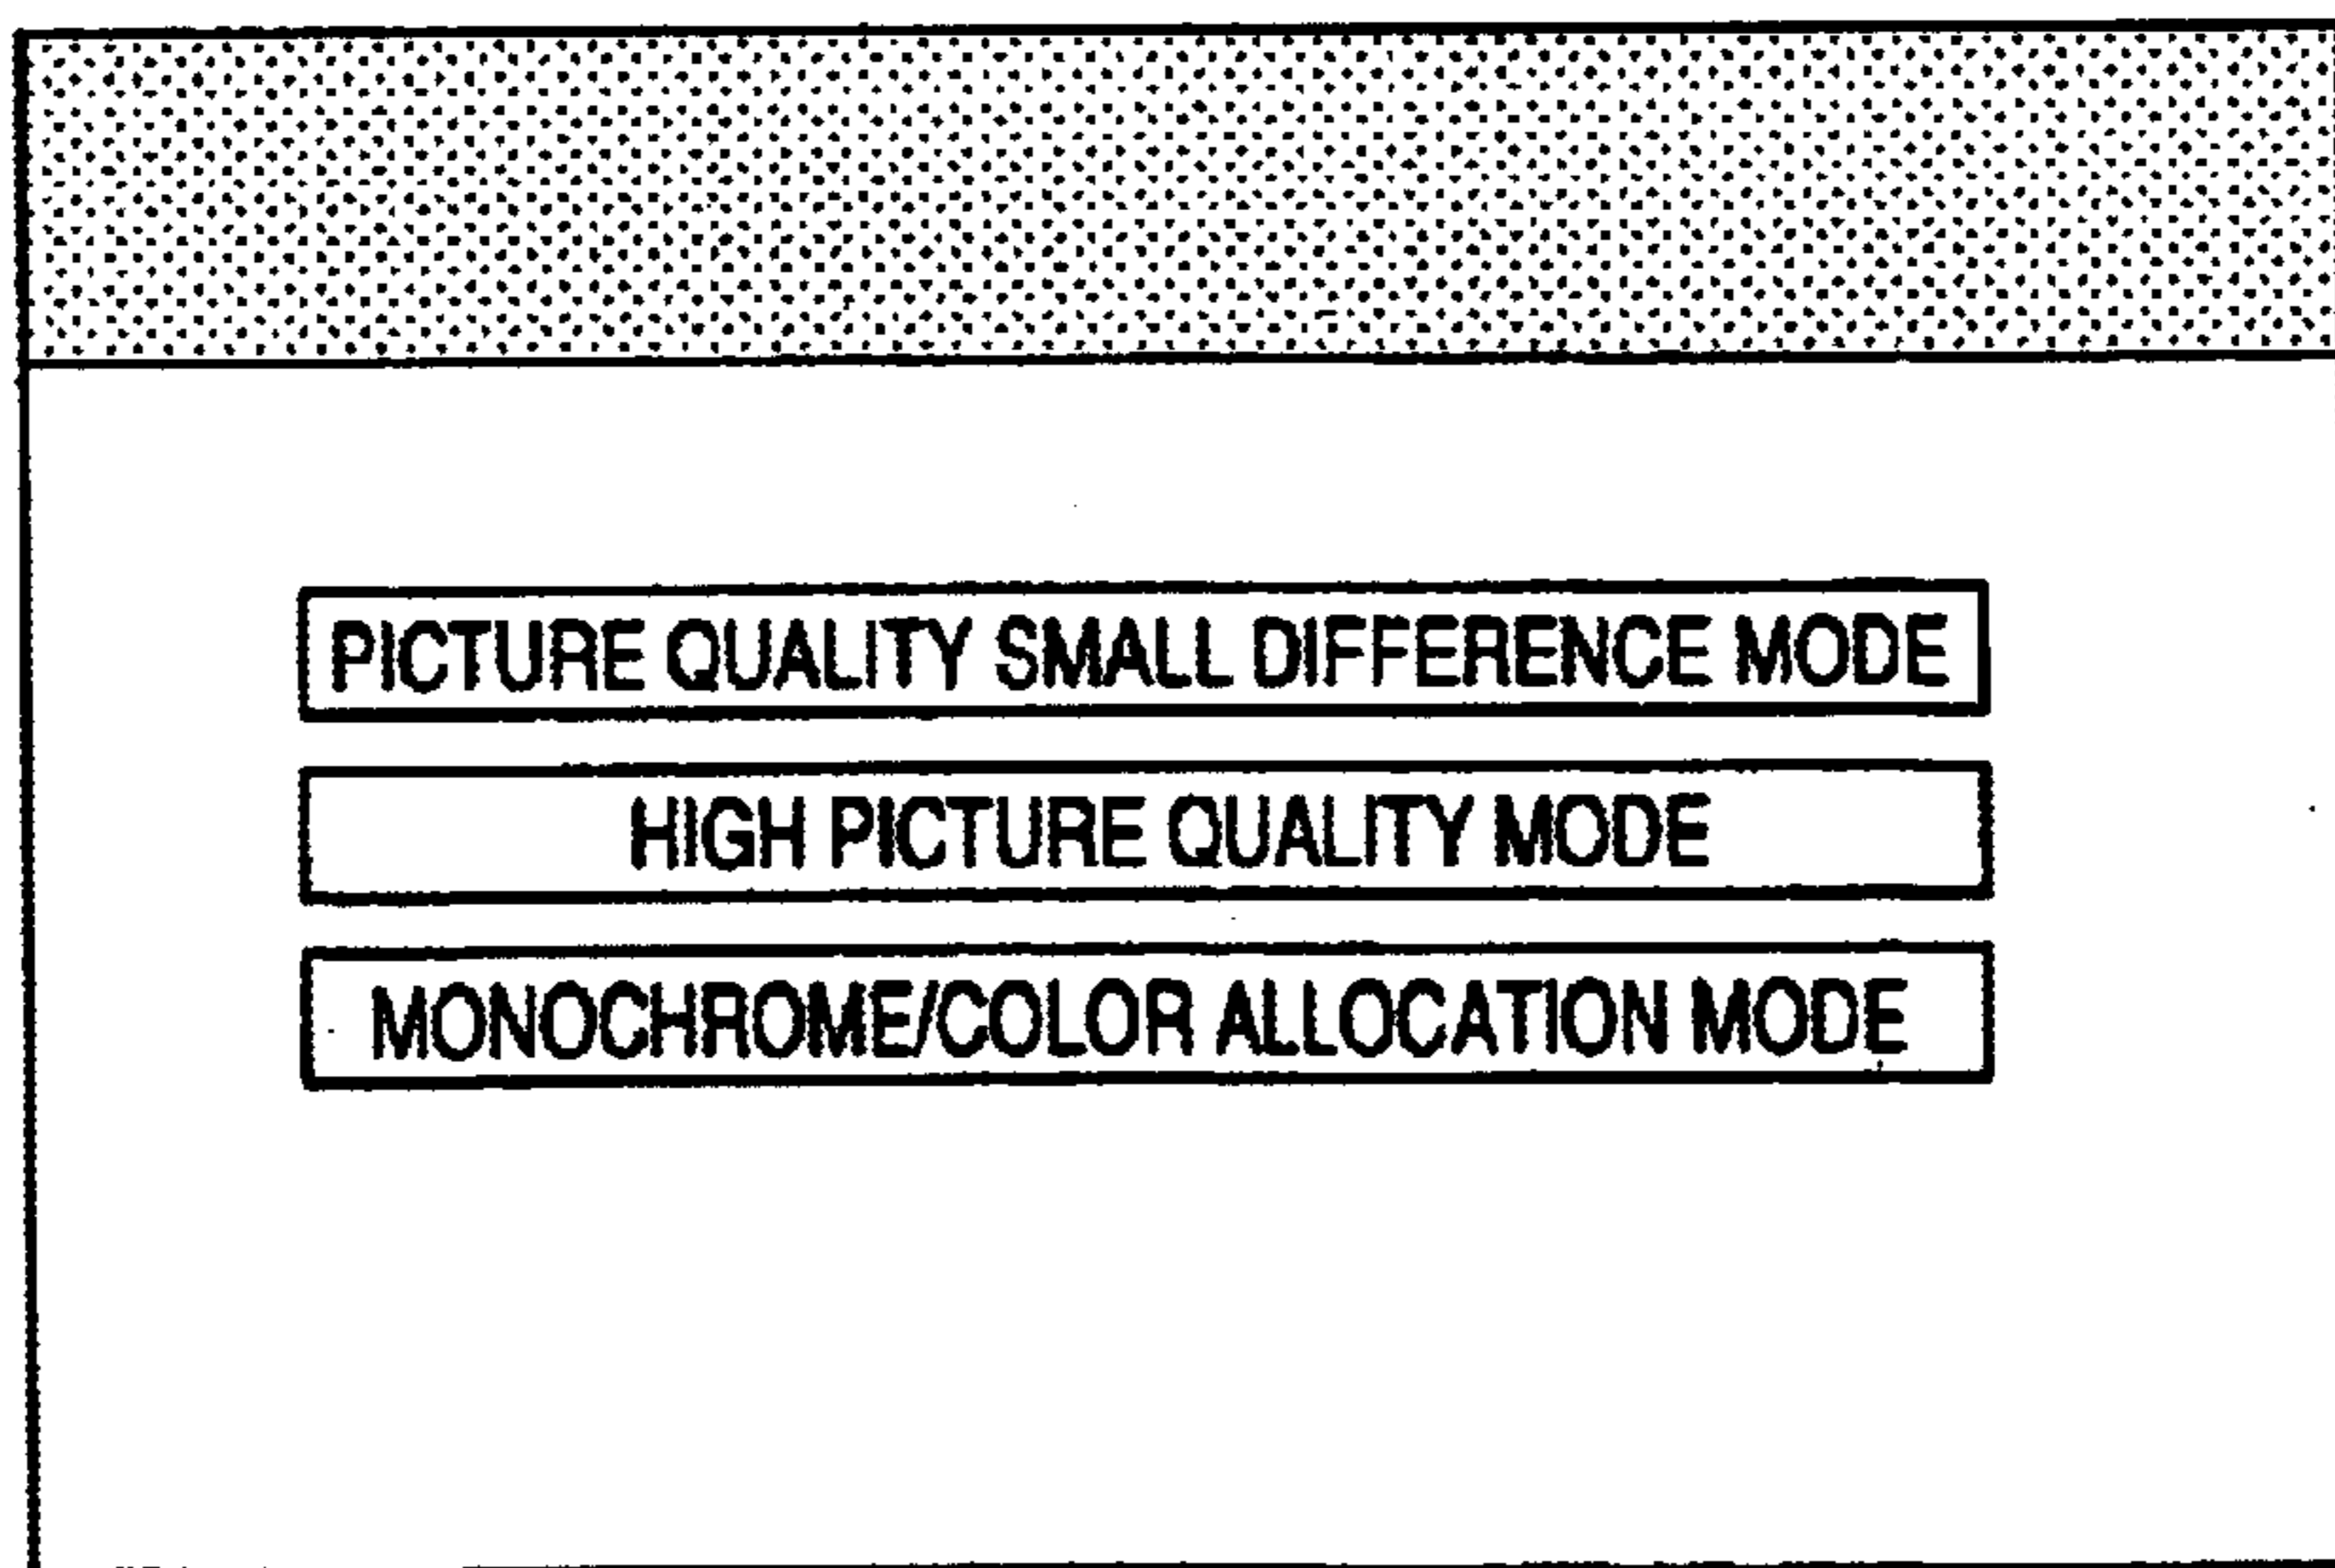 PICTURE QUALITY SMALL DIFFERENCE MODE
HIGH PICTURE QUALITY MODE
MONOCHROME/COLOR ALLOCATION MODE